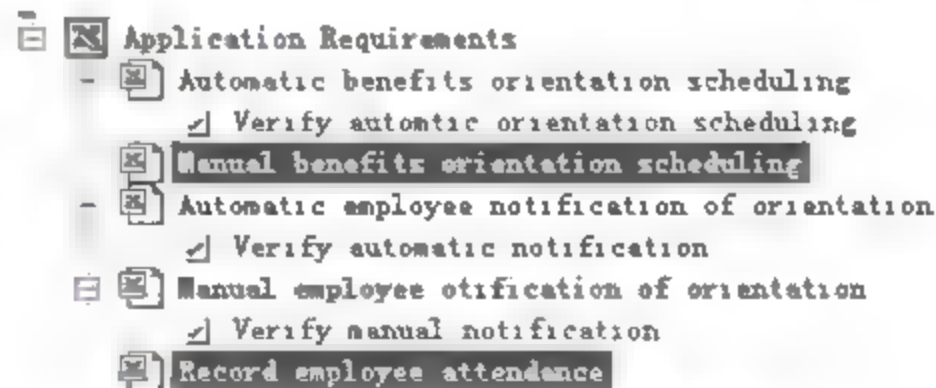 Application Requirements
Automatic benefits orientation scheduling
Verify automtic orientation scheduling
Manual benefits orientation scheduling
Automatic employee notification of orientation
Verify automatic notification
Manual employee otification of orientation
Verify manual notification
Record employee attendance